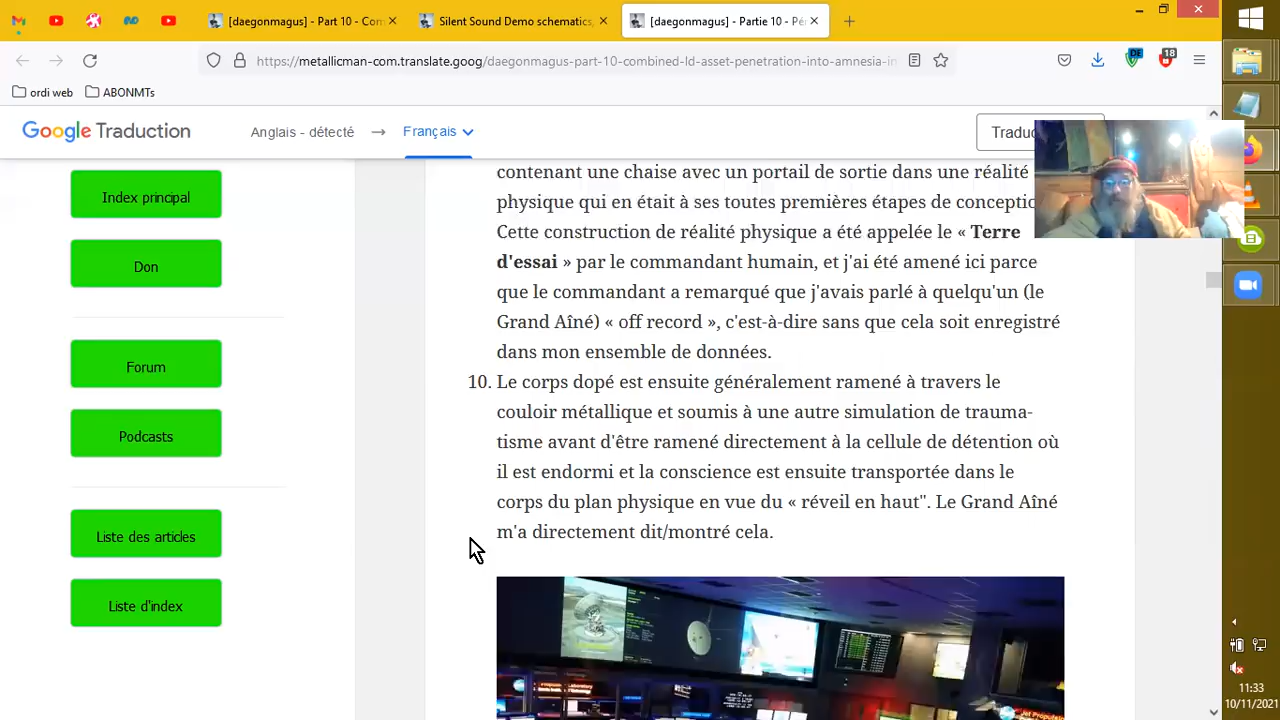 [daegonmagus] - Part 10 - Com
Silent Sound Demo schematics,
[daegonmagus] - Partie 10 - Pé
https://metallicman-com.translate.goog/daegonmagus-part-10-combined-ld-asset-penetration-into-amnesia-in
DE
18
ordi web
ABONMTs
Google Traduction
Anglais - détecté
Français
Index principal
Don
Forum
Podcasts
Liste des articles
Liste d'index
contenant une chaise avec un portail de sortie dans une réalité
physique qui en était à ses toutes premières étapes de conceptio
Cette construction de réalité physique a été appelée le « Terre
d'essai » par le commandant humain, et j'ai été amené ici parce
que le commandant a remarqué que j'avais parlé à quelqu'un (le
Grand Aîné) « off record », c'est-à-dire sans que cela soit enregistré
dans mon ensemble de données.
10. Le corps dopé est ensuite généralement ramené à travers le
couloir métallique et soumis à une autre simulation de trauma-
tisme avant d'être ramené directement à la cellule de détention où
il est endormi et la conscience est ensuite transportée dans le
corps du plan physique en vue du « réveil en haut". Le Grand Aîné
m'a directement dit/montré cela.
11:33
10/11/2021